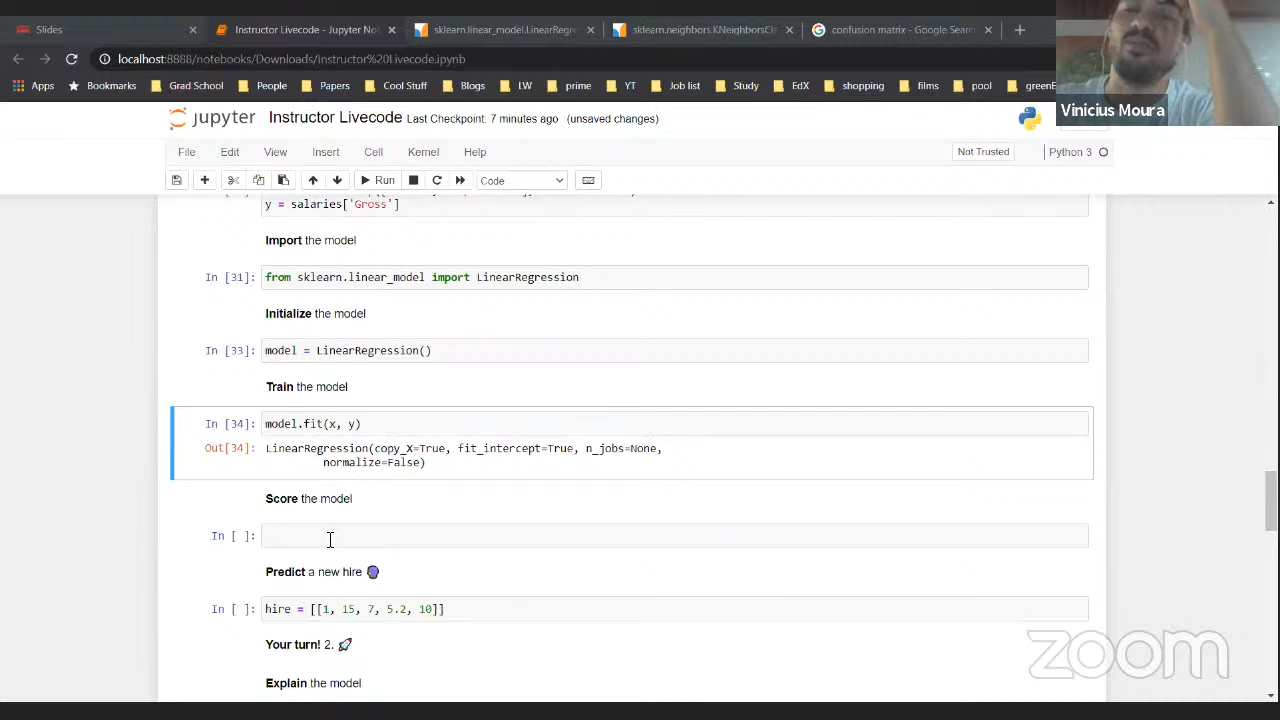 Slides
Instructor Livecode - Jupyter Not
sklearn.linear_model.LinearRegre
sklearn.neighbors.KNeighborsCla
confusion matrix - Google Search
localhost:8888/notebooks/Downloads/Instructor%20Livecode.ipynb
Apps Bookmarks Grad School People Papers Cool Stuff Blogs LW prime YT Job list Study EdX shopping films pool greenE
Vinicius Moura
jupyter Instructor Livecode Last Checkpoint: 7 minutes ago (unsaved changes)
File Edit View Insert Cell Kernel Help Not Trusted Python 3
Run Code
y = salaries['Gross']
Import the model
In [31]: from sklearn.linear_model import LinearRegression
Initialize the model
In [33]: model = LinearRegression()
Train the model
In [34]: model.fit(x, y)
Out[34]: LinearRegression(copy_X=True, fit_intercept=True, n_jobs=None,
normalize=False)
Score the model
In [ ]:
Predict a new hire
In [ ]: hire = [[1, 15, 7, 5.2, 10]]
Your turn! 2.
Explain the model
zoom